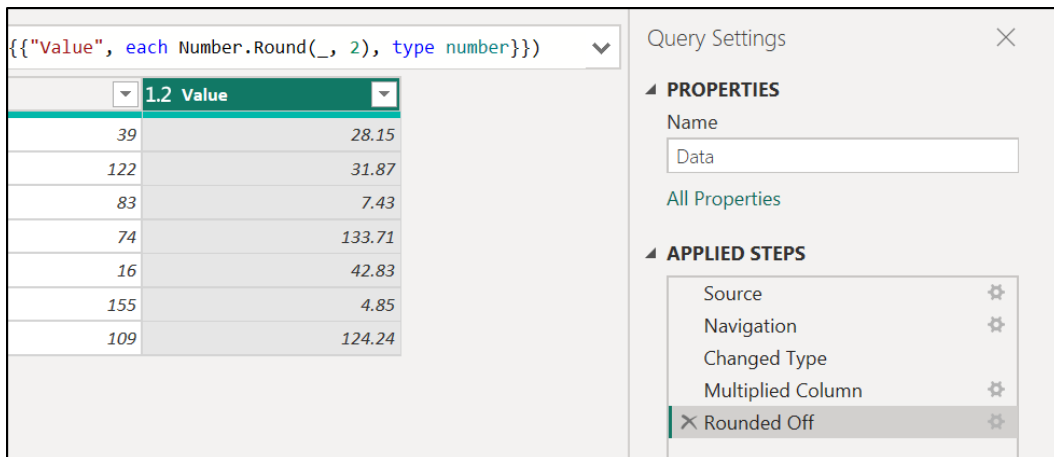 {{"Value", each Number.Round(_, 2), type number}})
1.2 Value
39 28.15
122 31.87
83 7.43
74 133.71
16 42.83
155 4.85
109 124.24
Query Settings
PROPERTIES
Name
Data
All Properties
APPLIED STEPS
Source
Navigation
Changed Type
Multiplied Column
Rounded Off